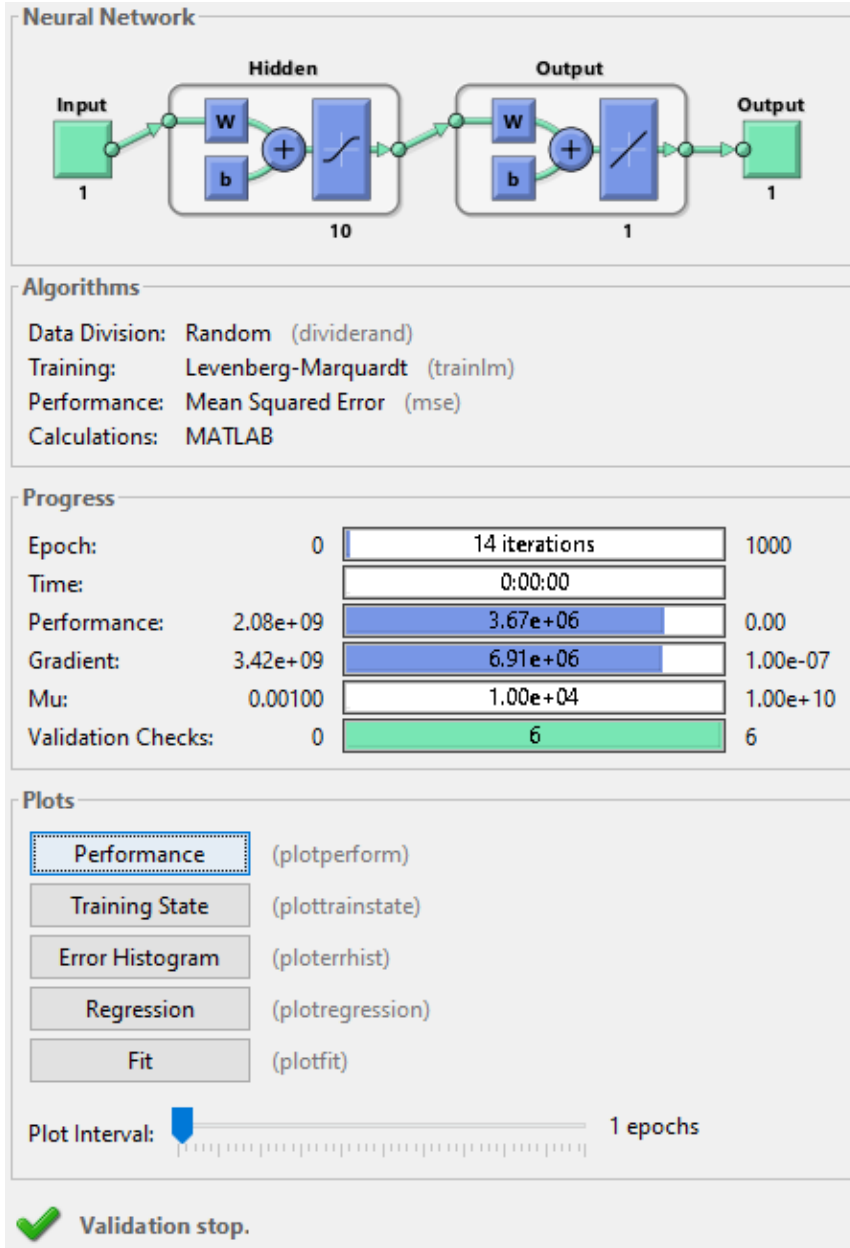 Neural Network
Hidden Output
Input Output
W W
b b
1 1
10 1
Algorithms
Data Division: Random (dividerand)
Training: Levenberg-Marquardt (trainlm)
Performance: Mean Squared Error (mse)
Calculations: MATLAB
Progress
Epoch: 0 14 iterations 1000
Time: 0:00:00
Performance: 2.08e+09 3.67e+06 0.00
Gradient: 3.42e+09 6.91e+06 1.00e-07
Mu: 0.00100 1.00e+04 1.00e+10
Validation Checks: 0 6 6
Plots
Performance (plotperform)
Training State (plottrainstate)
Error Histogram (ploterrhist)
Regression (plotregression)
Fit (plotfit)
Plot Interval: 1 epochs
Validation stop.